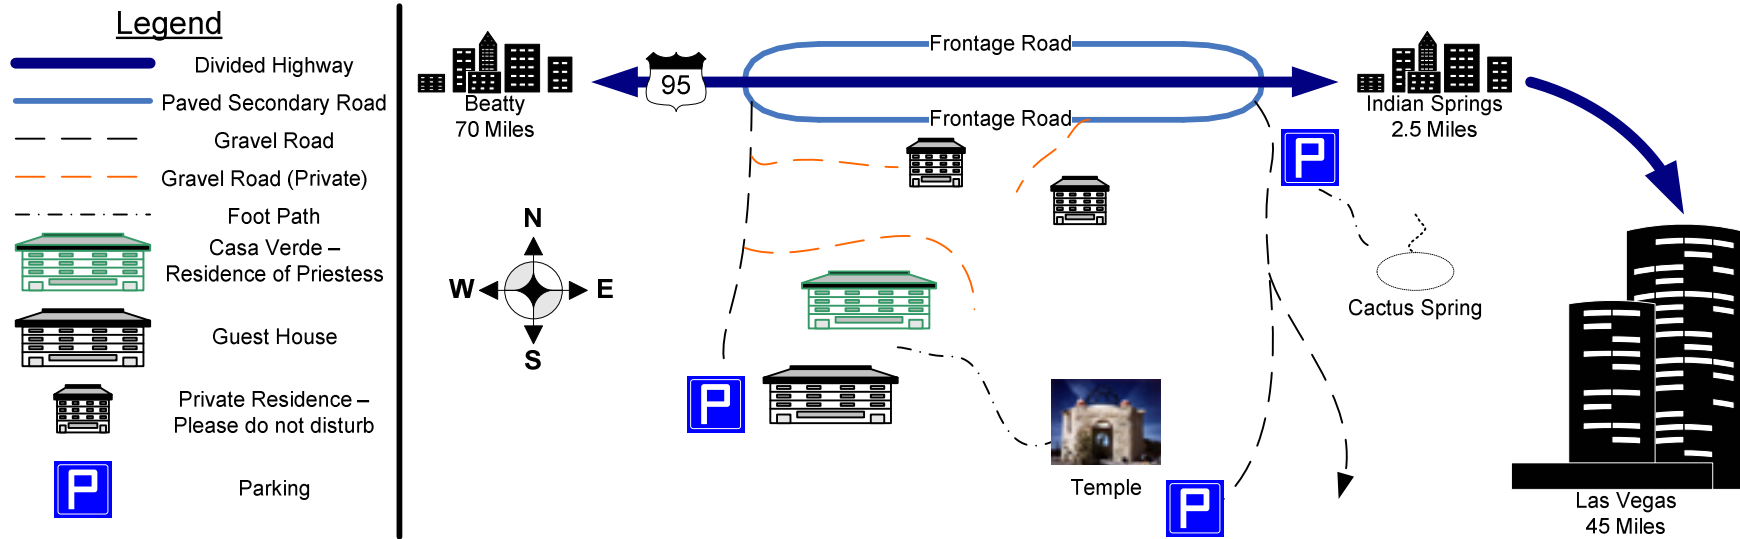 Legend
Divided Highway
Paved Secondary Road
Gravel Road
Gravel Road (Private)
Foot Path
Casa Verde –
Residence of Priestess
Guest House
Private Residence –
Please do not disturb
P
Parking
Beatty
70 Miles
95
Frontage Road
Frontage Road
Indian Springs
2.5 Miles
P
N
W
E
S
Cactus Spring
P
Temple
P
Las Vegas
45 Miles